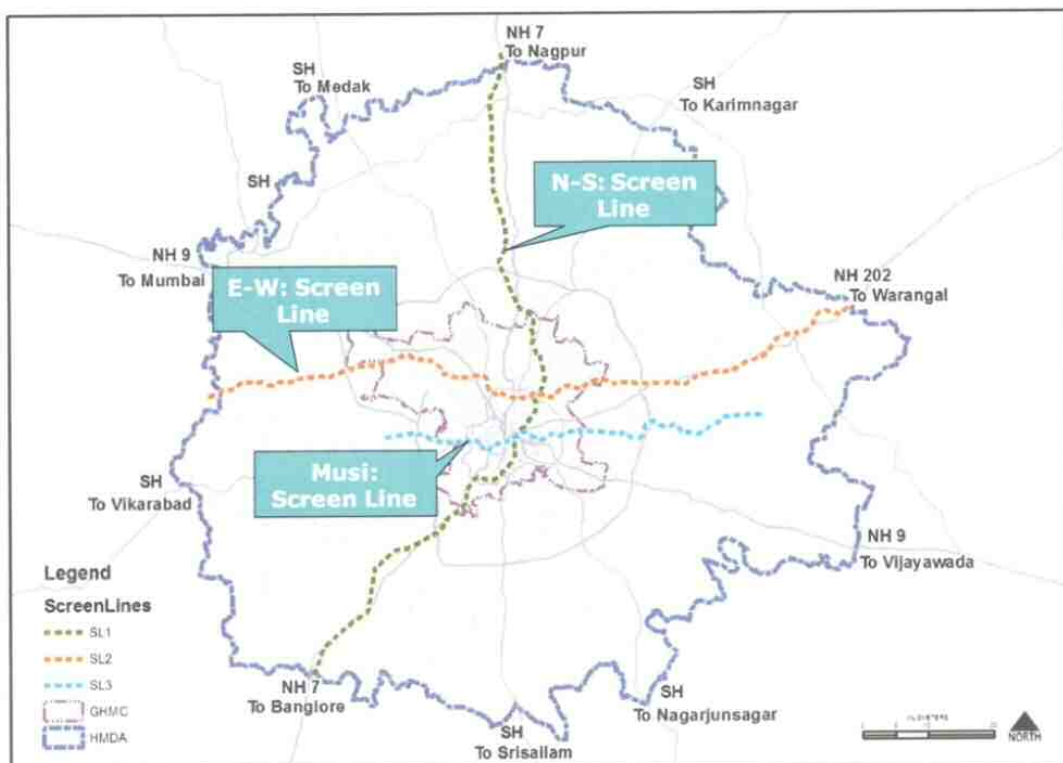 NH 7
To Nagpur
SH
To Medak
SH
To Karimnagar
SH
N-S: Screen
Line
NH 9
To Mumbai
NH 202
To Warangal
E-W: Screen
Line
Musi:
Screen Line
SH
To Vikarabad
NH 9
To Vijayawada
Legend
ScreenLines
SL1
SL2
SL3
GHMC
HMDA
NH 7
To Banglore
SH
To Nagarjunsagar
SH
To Srisailam
NORTH